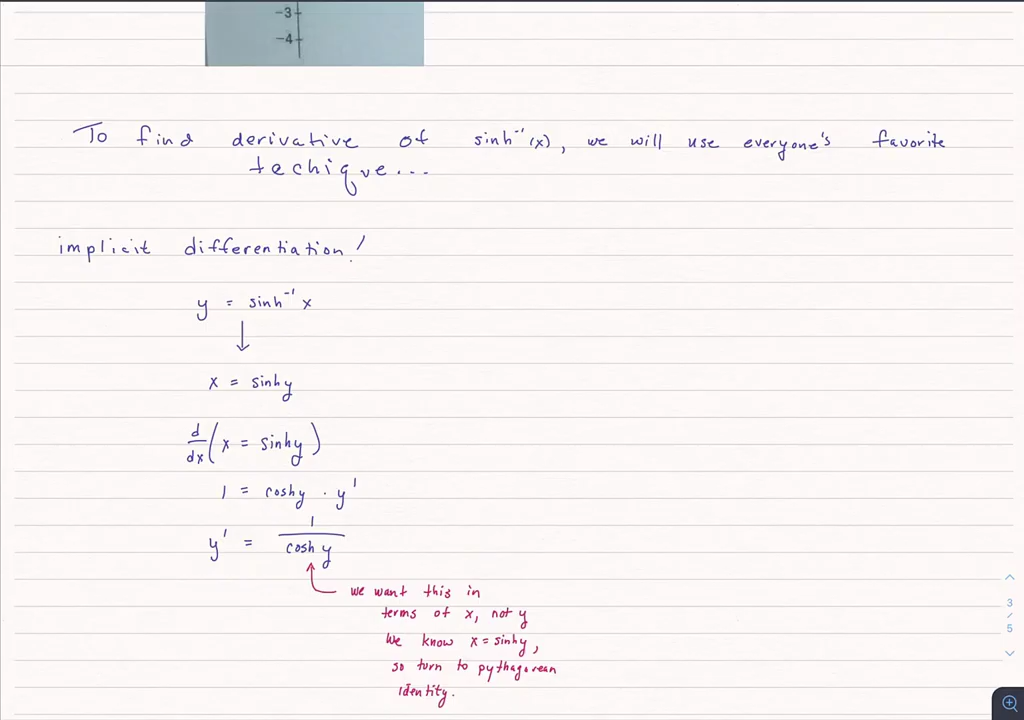 -3
-4
To find derivative of sinh⁻¹(x), we will use everyone's favorite
techique...
implicit differentiation!
y = sinh⁻¹ x
↓
x = sinhy
d/dx (x = sinhy)
1 = coshy · y'
y' = 1/cosh y
we want this in
terms of x, not y
We know x = sinhy,
so turn to pythagorean
identity.
3
/
5